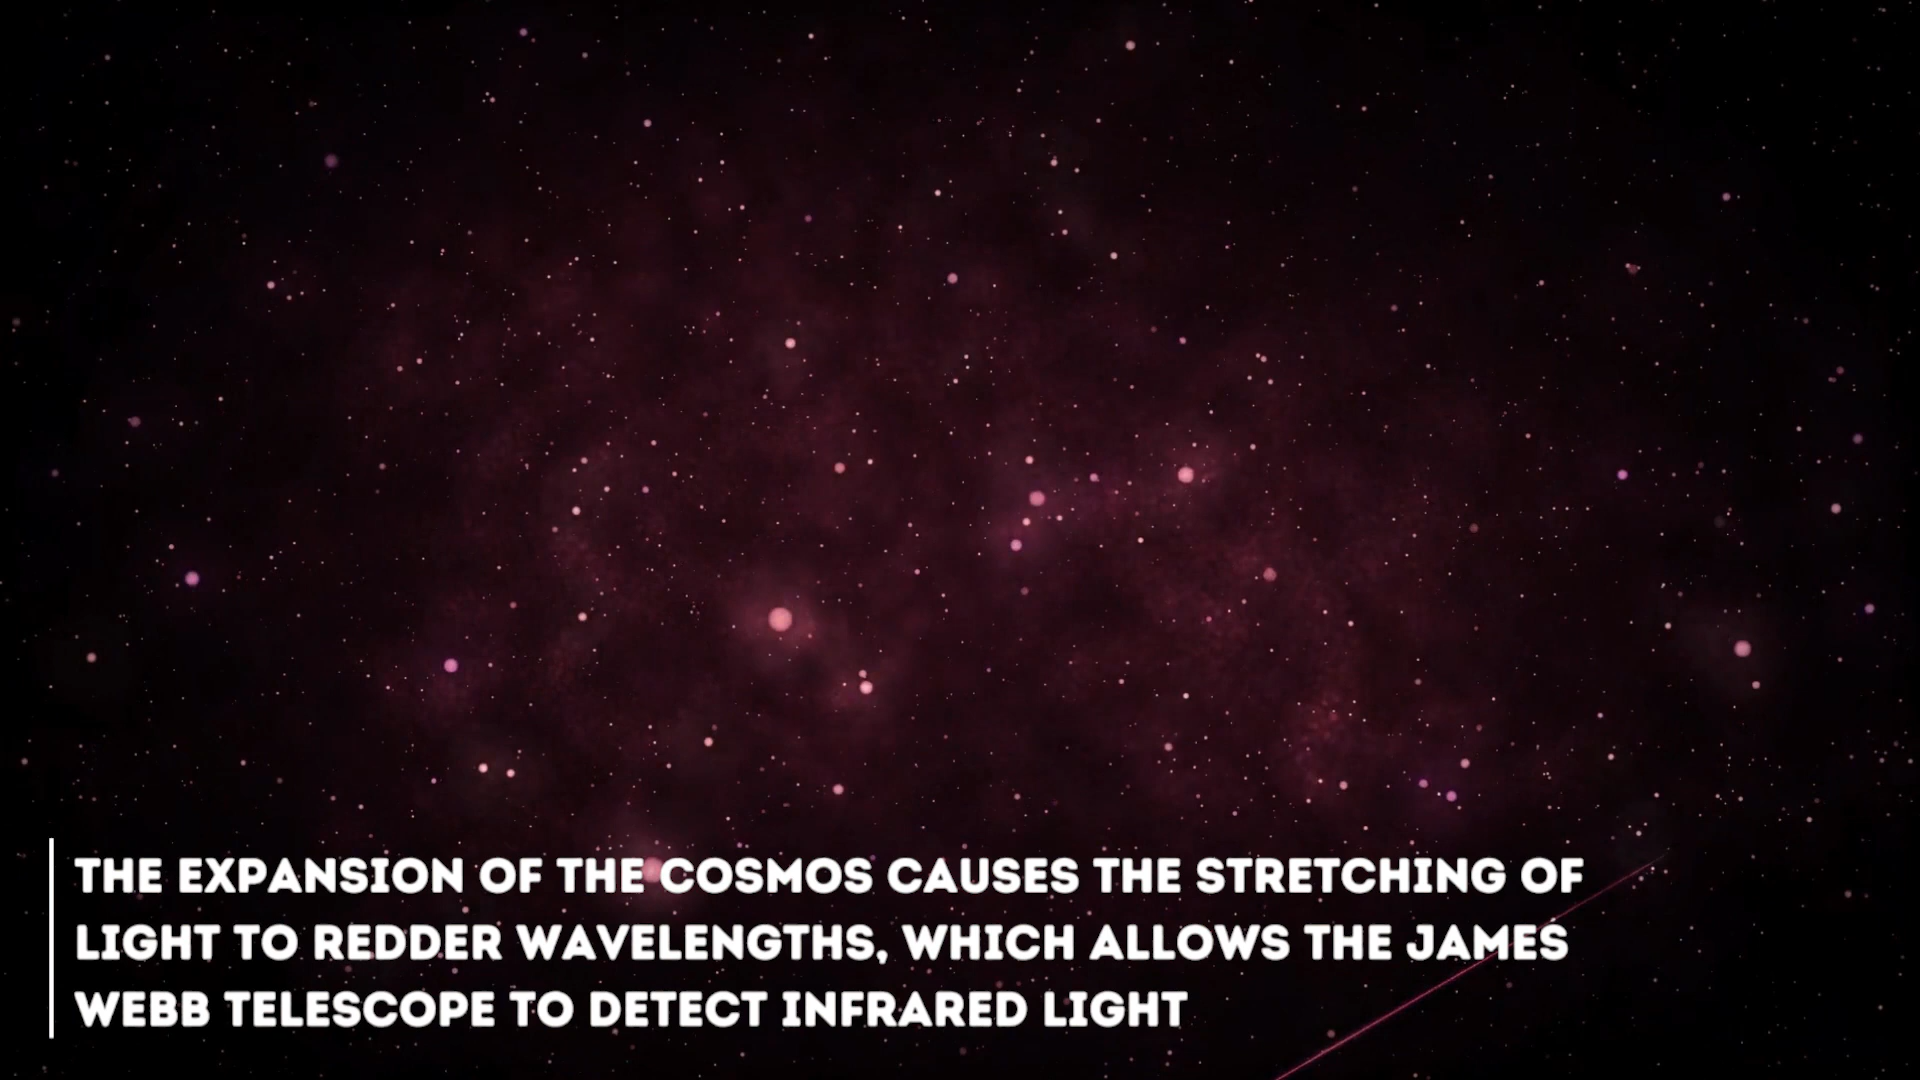 THE EXPANSION OF THE COSMOS CAUSES THE STRETCHING OF
LIGHT TO REDDER WAVELENGTHS, WHICH ALLOWS THE JAMES
WEBB TELESCOPE TO DETECT INFRARED LIGHT